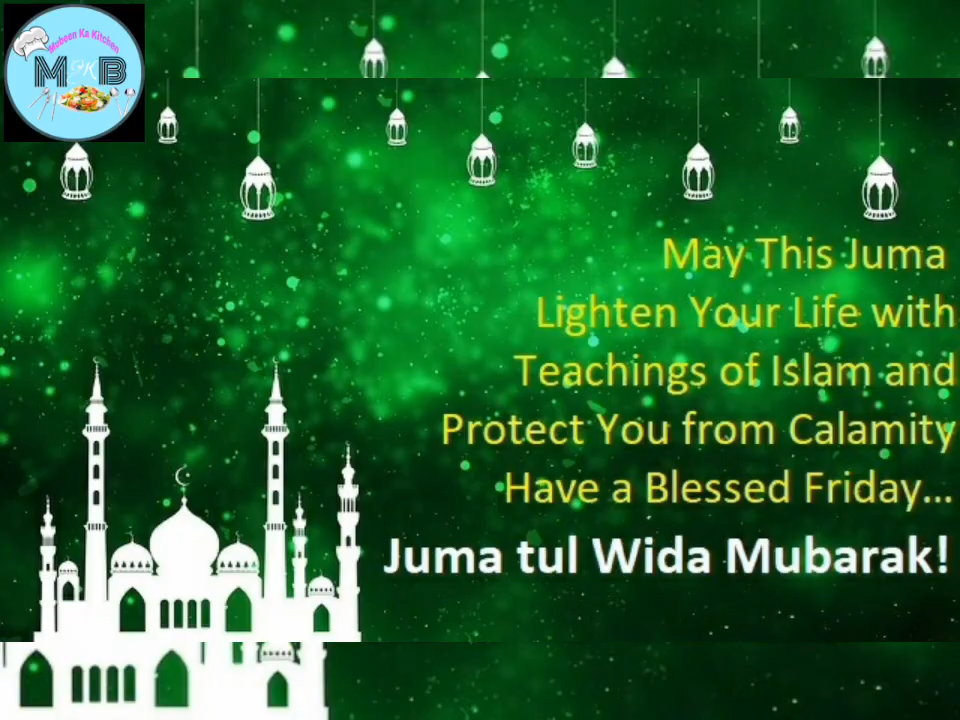 Mubeen Ka Kitchen
M K B
May This Juma
Lighten Your Life with
Teachings of Islam and
Protect You from Calamity
Have a Blessed Friday...
Juma tul Wida Mubarak!